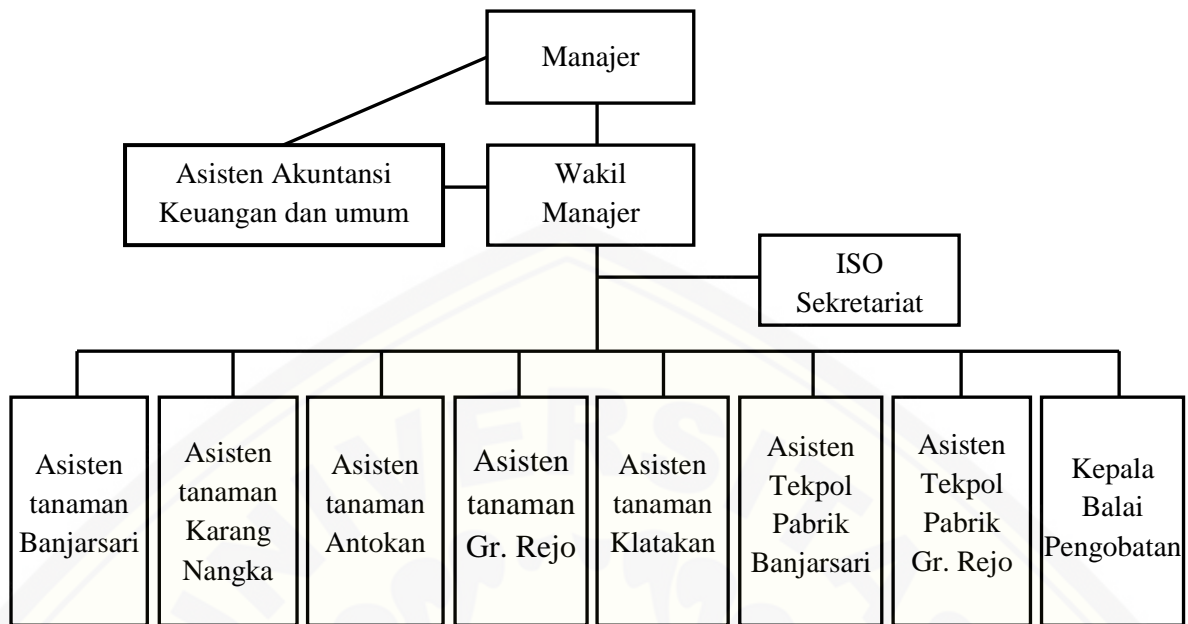 Manajer
Asisten Akuntansi
Keuangan dan umum
Wakil
Manajer
ISO
Sekretariat
Asisten
tanaman
Banjarsari
Asisten
tanaman
Karang
Nangka
Asisten
tanaman
Antokan
Asisten
tanaman
Gr. Rejo
Asisten
tanaman
Klatakan
Asisten
Tekpol
Pabrik
Banjarsari
Asisten
Tekpol
Pabrik
Gr. Rejo
Kepala
Balai
Pengobatan